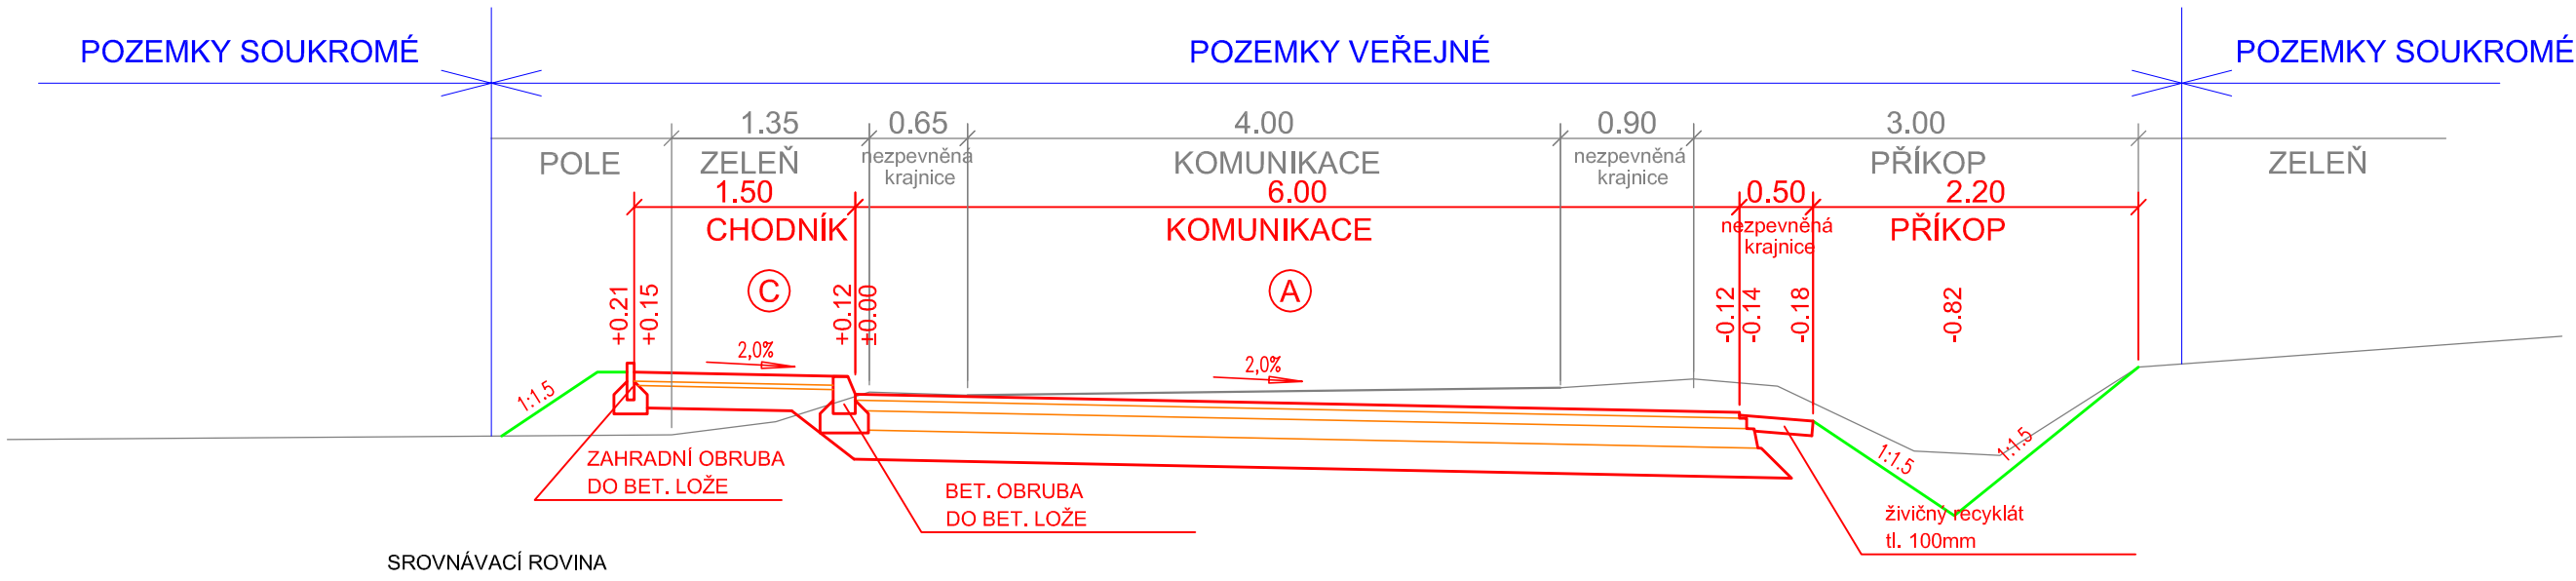 POZEMKY SOUKROMÉ
POZEMKY VEŘEJNÉ
POZEMKY SOUKROMÉ
1.35
0.65
4.00
0.90
3.00
POLE
ZELEŇ
nezpevněná
krajnice
KOMUNIKACE
nezpevněná
krajnice
PŘÍKOP
ZELEŇ
1.50
6.00
0.50
2.20
CHODNÍK
KOMUNIKACE
nezpevněná
krajnice
PŘÍKOP
C
A
+0.21
+0.15
+0.12
±0.00
-0.12
-0.14
-0.18
-0.82
2,0%
2,0%
1:1.5
1:1.5
1:1.5
ZAHRADNÍ OBRUBA
DO BET. LOŽE
BET. OBRUBA
DO BET. LOŽE
živičný recyklát
tl. 100mm
SROVNÁVACÍ ROVINA